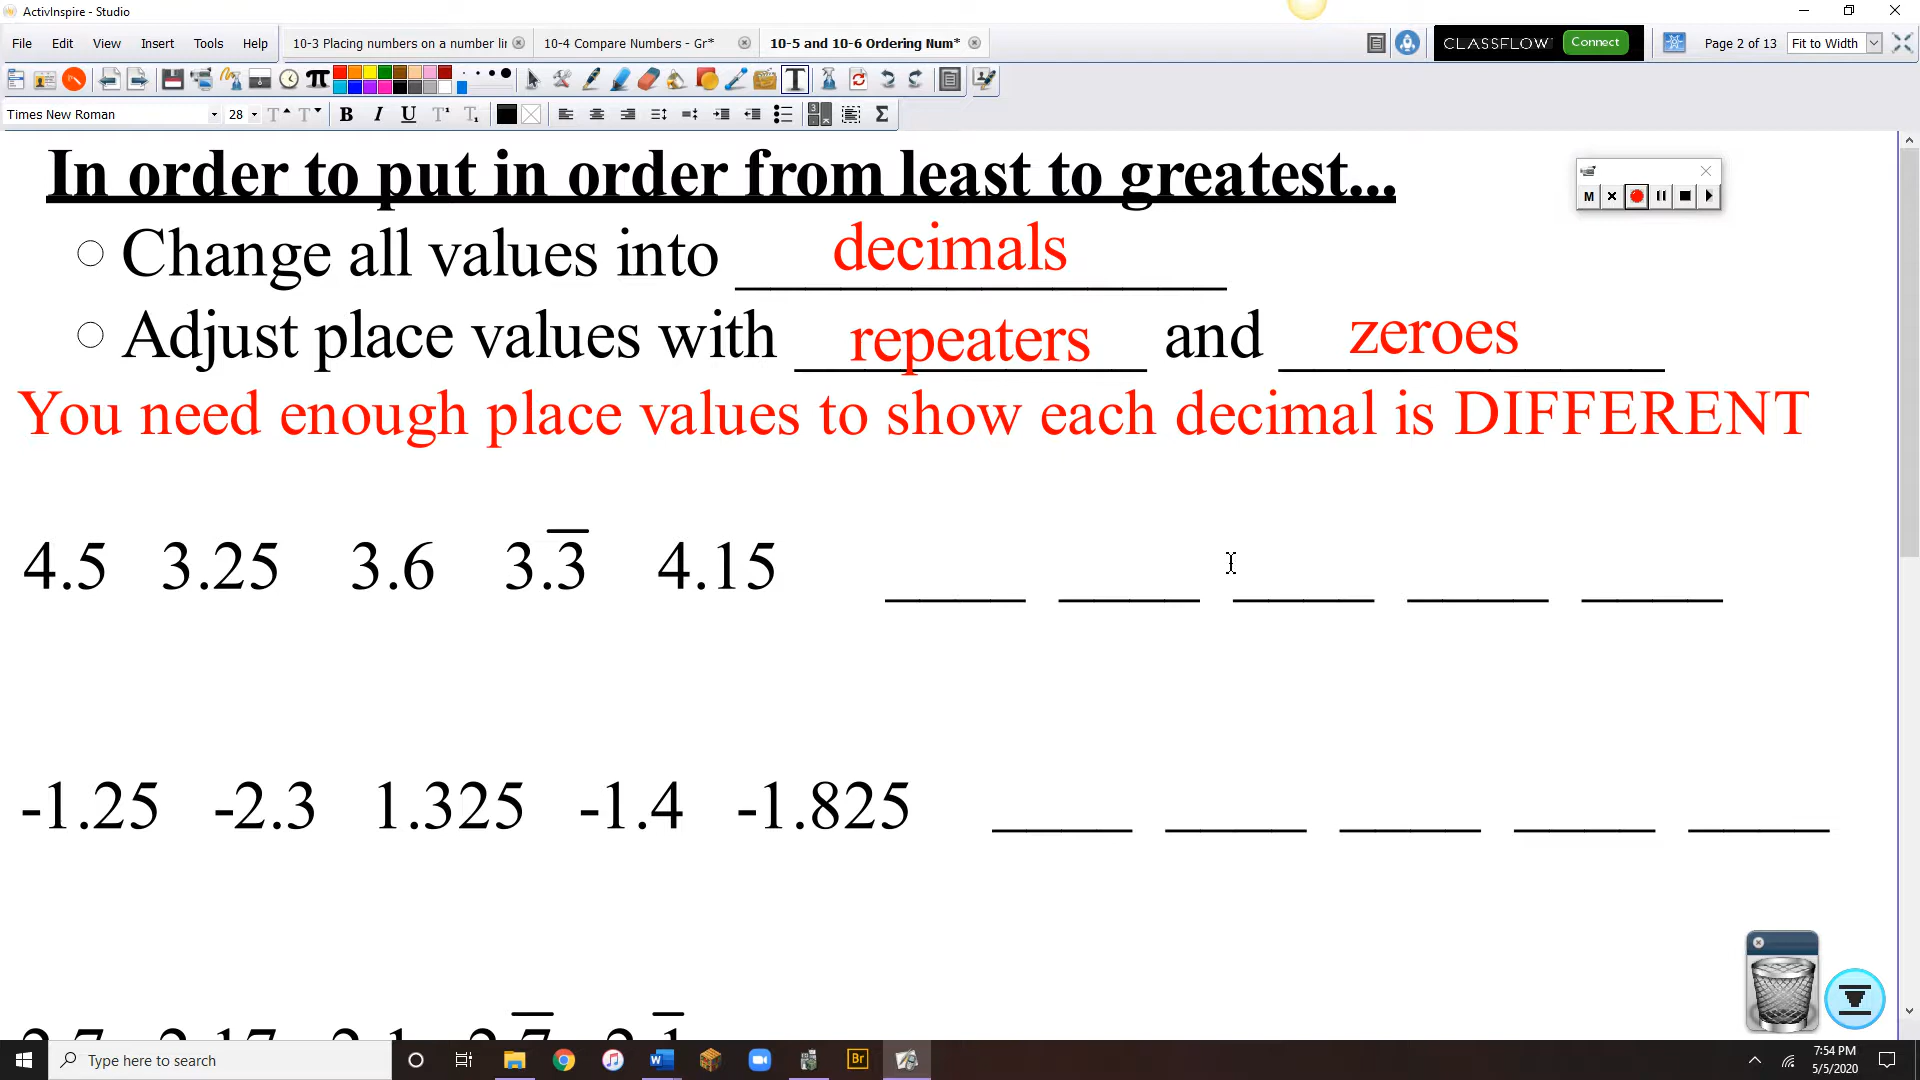 ActivInspire - Studio
File Edit View Insert Tools Help 10-3 Placing numbers on a number lin 10-4 Compare Numbers - Gr* 10-5 and 10-6 Ordering Num* CLASSFLOW Connect Page 2 of 13 Fit to Width
Times New Roman 28 B I U
In order to put in order from least to greatest...
Change all values into decimals
Adjust place values with repeaters and zeroes
You need enough place values to show each decimal is DIFFERENT
M
4.5 3.25 3.6 3.3̅ 4.15
-1.25 -2.3 1.325 -1.4 -1.825
Type here to search
Br
7:54 PM
5/5/2020